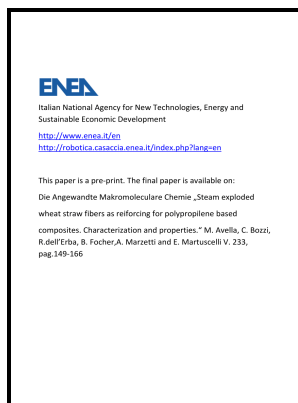 ENEA
Italian National Agency for New Technologies, Energy and
Sustainable Economic Development
http://www.enea.it/en
http://robotica.casaccia.enea.it/index.php?lang=en
This paper is a pre-print. The final paper is available on:
Die Angewandte Makromoleculare Chemie „Steam exploded
wheat straw fibers as reiforcing for polypropilene based
composites. Characterization and properties.“ M. Avella, C. Bozzi,
R.dell’Erba, B. Focher,A. Marzetti and E. Martuscelli V. 233,
pag.149-166